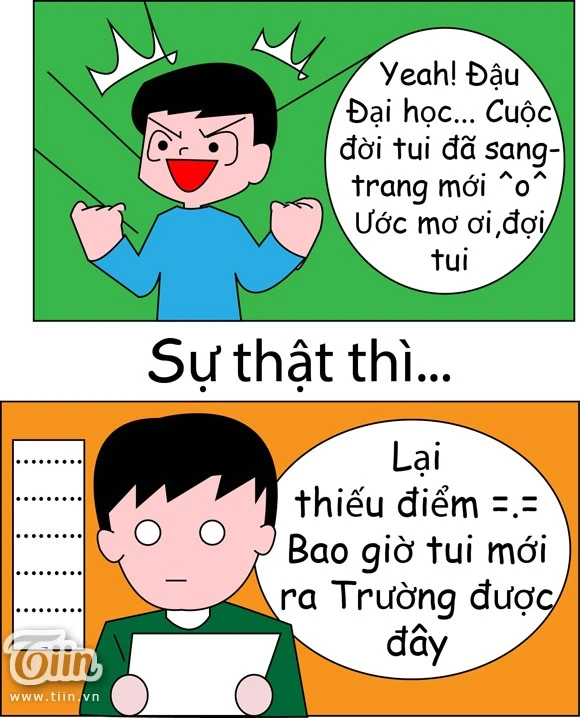 Yeah! Đậu
Đại học... Cuộc
đời tui đã sang-
trang mới ^o^
Ước mơ ơi,đợi
tui
Sự thật thì...
Lại
thiếu điểm =.=
Bao giờ tui mới
ra Trường được
đây
Tiin
www.tiin.vn